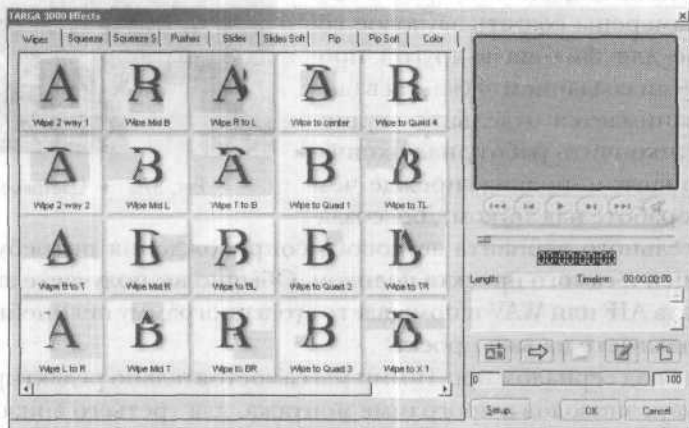 TARGA 3000 Effects
Wipes Squeeze Squeeze S Pushes Slides Slides Soft Pip Pip Soft Color
Wipe 2 way 1 Wipe Mid B Wipe R to L Wipe to center Wipe to Quad 4
Wipe 2 way 2 Wipe Mid L Wipe T to B Wipe to Quad 1 Wipe to TL
Wipe B to T Wipe Mid R Wipe to BL Wipe to Quad 2 Wipe to TR
Wipe L to R Wipe Mid T Wipe to BR Wipe to Quad 3 Wipe to X 1
Length: Timeline: 00:00:00:00
0 100
Setup... OK Cancel